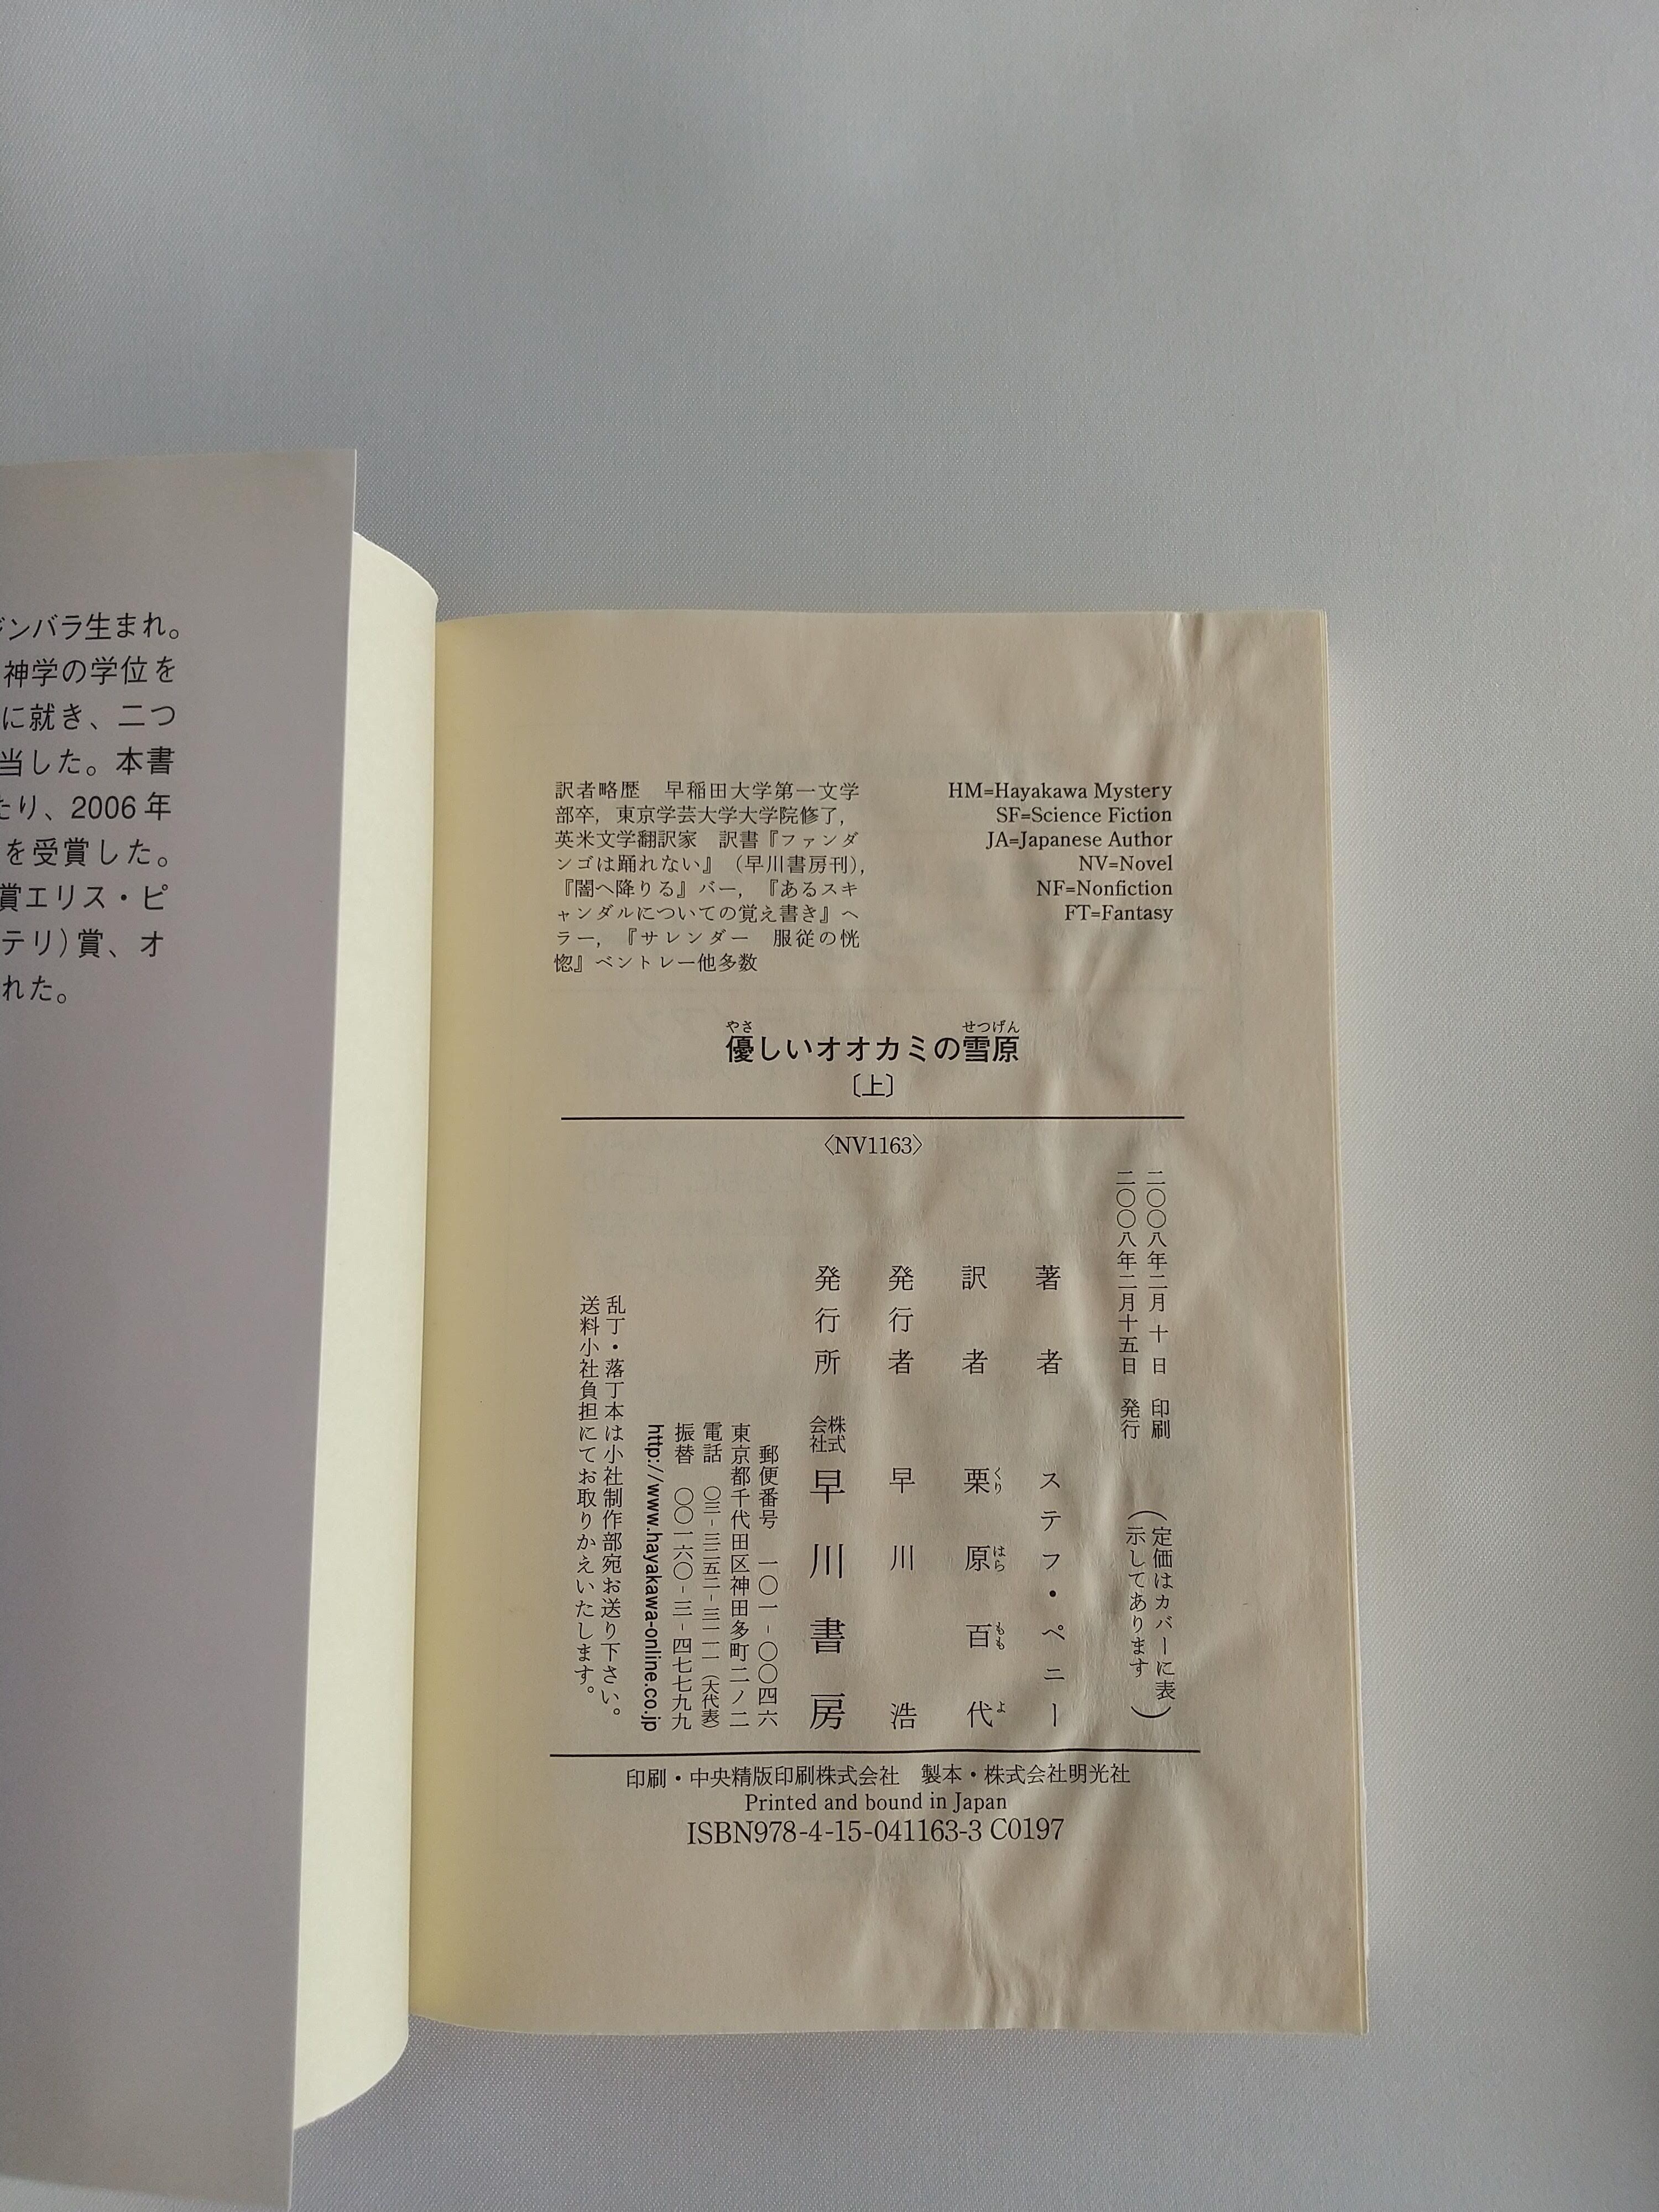 ジンバラ生まれ。
神学の学位を
に就き、二つ
当した。本書
たり、2006年
を受賞した。
賞エリス・ピ
テリ）賞、オ
れた。
訳者略歴　早稲田大学第一文学
部卒，東京学芸大学大学院修了，
英米文学翻訳家　訳書『ファンダ
ンゴは踊れない』（早川書房刊），
『闇へ降りる』バー，『あるスキ
ャンダルについての覚え書き』ヘ
ラー，『サレンダー　服従の恍
惚』ベントレー他多数
HM=Hayakawa Mystery
SF=Science Fiction
JA=Japanese Author
NV=Novel
NF=Nonfiction
FT=Fantasy
やさ　せつげん
優しいオオカミの雪原
〔上〕
〈NV1163〉
二〇〇八年二月　十　日　印刷
二〇〇八年二月十五日　発行
（定価はカバーに表
示してあります）
著者　ステフ・ペニー
訳者　栗原百代
くり　はら　もも　よ
発行者　早川　浩
発行所　株式会社　早川書房
郵便番号　一〇一-〇〇四六
東京都千代田区神田多町二ノ二
電話　〇三-三二五二-三一一一（大代表）
振替　〇〇一六〇-三-四七七九九
http://www.hayakawa-online.co.jp
乱丁・落丁本は小社制作部宛お送り下さい。
送料小社負担にてお取りかえいたします。
印刷・中央精版印刷株式会社　製本・株式会社明光社
Printed and bound in Japan
ISBN978-4-15-041163-3 C0197